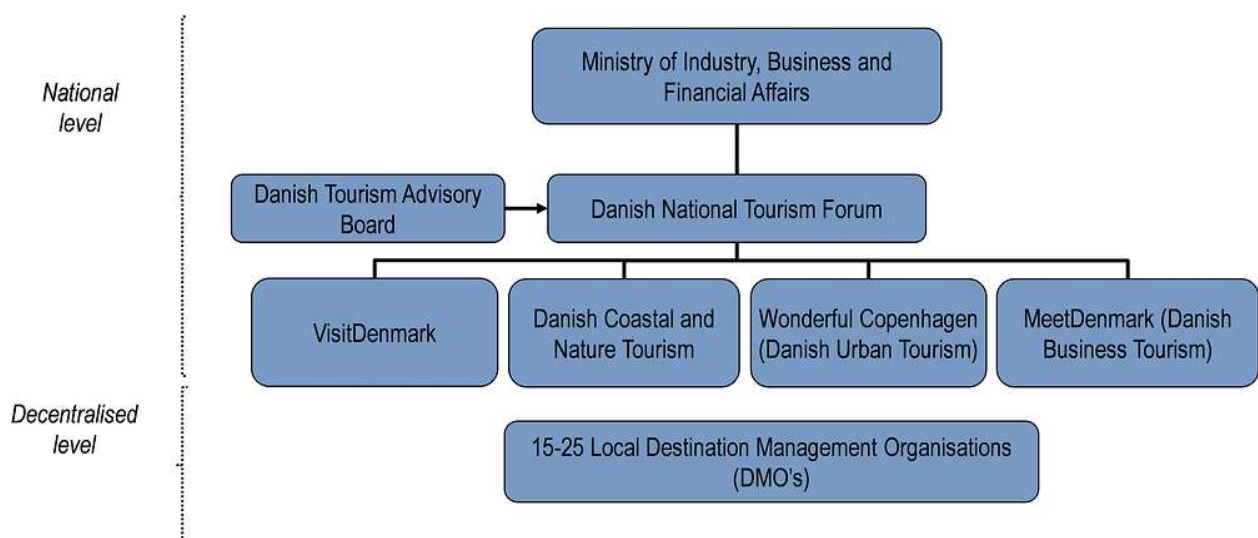 National
level
Ministry of Industry, Business and
Financial Affairs
Danish Tourism Advisory
Board
Danish National Tourism Forum
VisitDenmark
Danish Coastal and
Nature Tourism
Wonderful Copenhagen
(Danish Urban Tourism)
MeetDenmark (Danish
Business Tourism)
Decentralised
level
15-25 Local Destination Management Organisations
(DMO's)